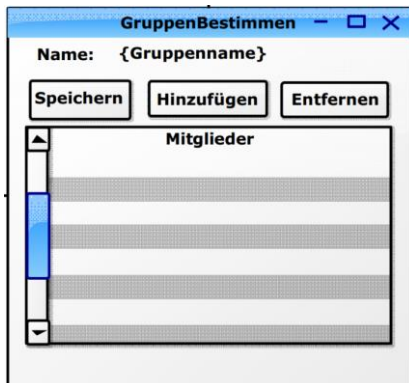 GruppenBestimmen
Name: {Gruppenname}
Speichern Hinzufügen Entfernen
Mitglieder